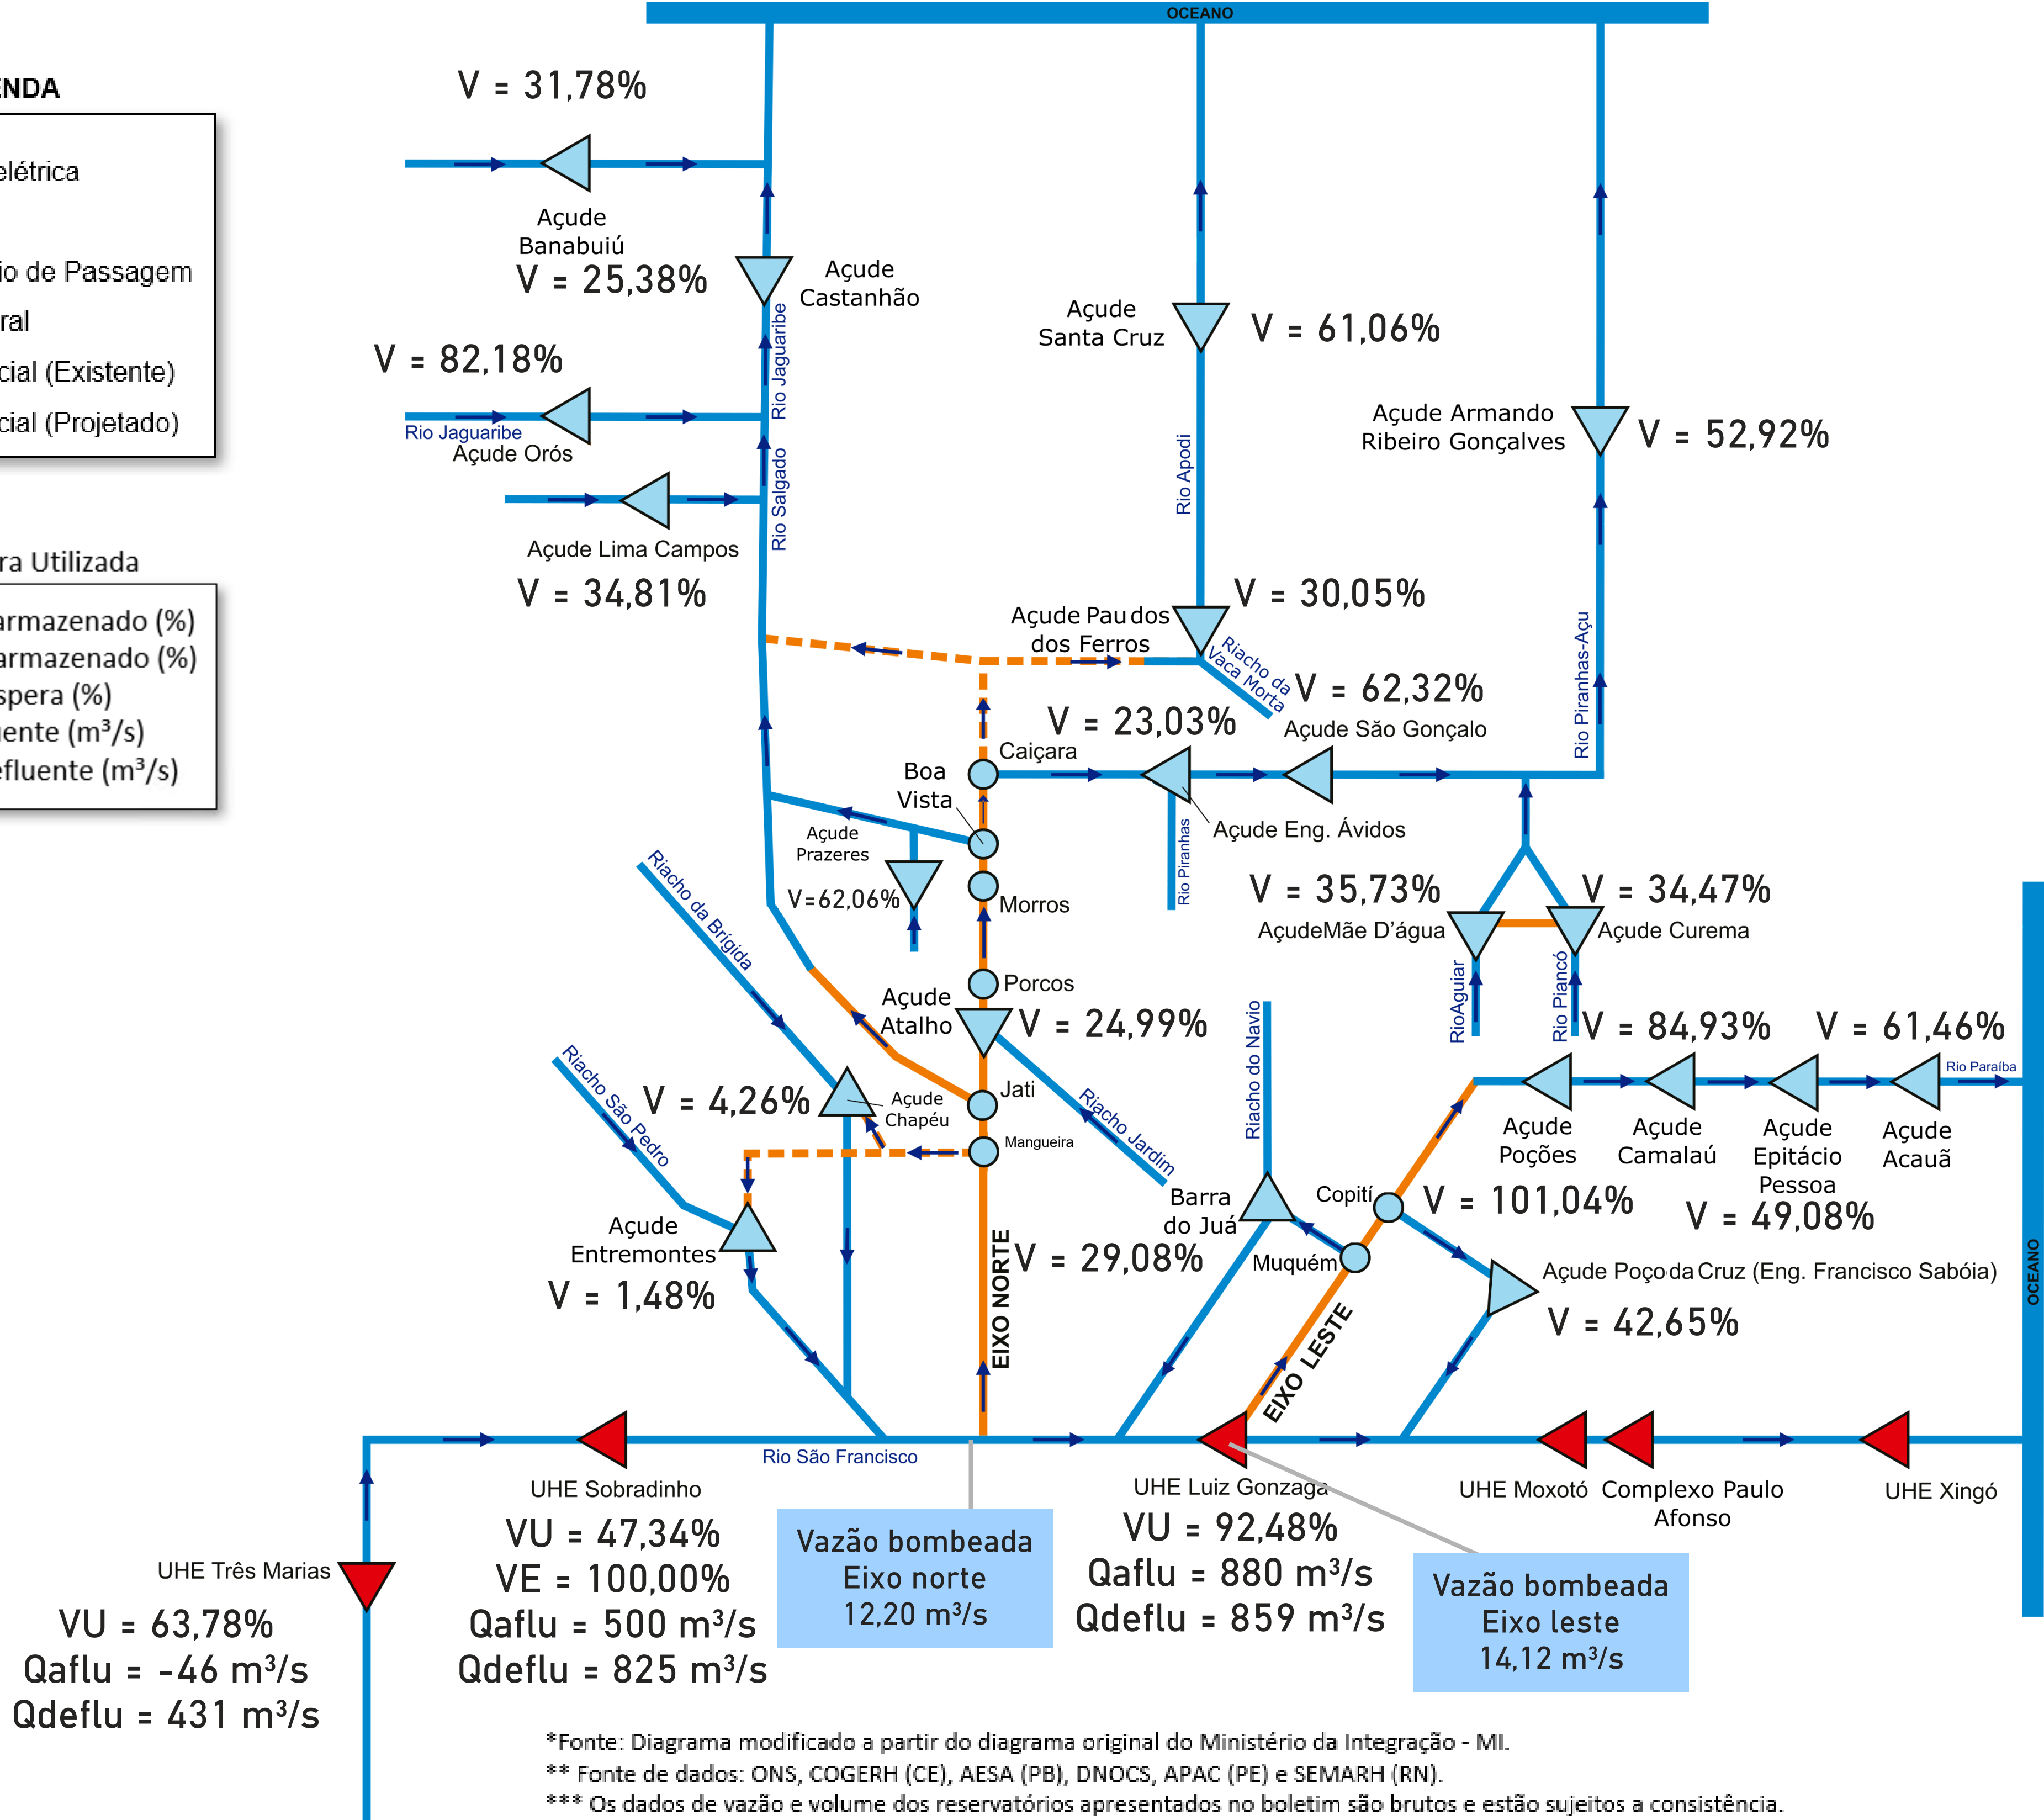 OCEANO
ENDA
elétrica
io de Passagem
ral
cial (Existente)
cial (Projetado)
ra Utilizada
armazenado (%)
armazenado (%)
spera (%)
uente (m³/s)
efluente (m³/s)
V = 31,78%
Açude
Banabuiú
V = 25,38%
Açude
Castanhão
Rio Jaguaribe
V = 82,18%
Rio Jaguaribe
Açude Orós
Rio Salgado
Açude Lima Campos
V = 34,81%
Açude
Santa Cruz
V = 61,06%
Rio Apodi
Açude Armando
Ribeiro Gonçalves
V = 52,92%
Rio Piranhas-Açu
Açude Pau dos
dos Ferros
V = 30,05%
Riacho da
Vaca Morta
V = 62,32%
Açude São Gonçalo
V = 23,03%
Caiçara
Boa
Vista
Açude Eng. Ávidos
Rio Piranhas
Açude
Prazeres
V=62,06%
Morros
Porcos
Açude
Atalho
V = 24,99%
Jati
Mangueira
Riacho Jardim
Riacho da Brígida
Riacho São Pedro
V = 4,26%
Açude
Chapéu
Açude
Entremontes
V = 1,48%
EIXO NORTE
V = 35,73%
AçudeMãe D'água
V = 34,47%
Açude Curema
RioAguiar
Rio Piancó
V = 84,93%
V = 61,46%
Rio Paraíba
Açude
Poções
Açude
Camalaú
Açude
Epitácio
Pessoa
Açude
Acauã
V = 101,04%
V = 49,08%
Riacho do Navio
Barra
do Juá
V = 29,08%
Copití
Muquém
EIXO LESTE
Açude Poço da Cruz (Eng. Francisco Sabóia)
V = 42,65%
OCEANO
Rio São Francisco
UHE Sobradinho
VU = 47,34%
VE = 100,00%
Qaflu = 500 m³/s
Qdeflu = 825 m³/s
Vazão bombeada
Eixo norte
12,20 m³/s
UHE Luiz Gonzaga
VU = 92,48%
Qaflu = 880 m³/s
Qdeflu = 859 m³/s
Vazão bombeada
Eixo leste
14,12 m³/s
UHE Moxotó
Complexo Paulo
Afonso
UHE Xingó
UHE Três Marias
VU = 63,78%
Qaflu = -46 m³/s
Qdeflu = 431 m³/s
*Fonte: Diagrama modificado a partir do diagrama original do Ministério da Integração - MI.
** Fonte de dados: ONS, COGERH (CE), AESA (PB), DNOCS, APAC (PE) e SEMARH (RN).
*** Os dados de vazão e volume dos reservatórios apresentados no boletim são brutos e estão sujeitos a consistência.